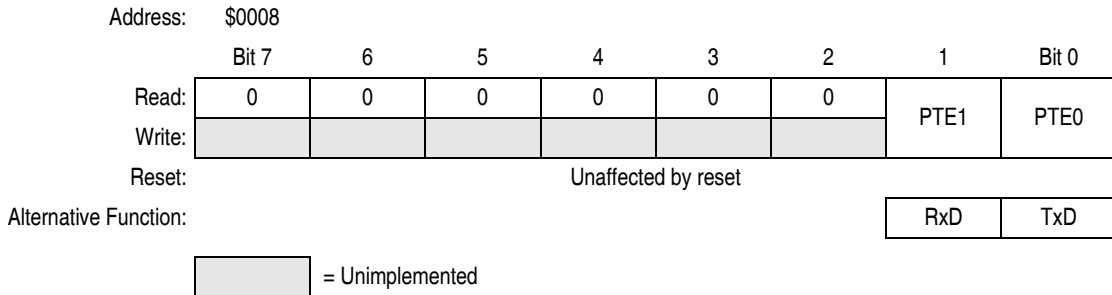 Address: $0008
Bit 7 6 5 4 3 2 1 Bit 0
Read: 0 0 0 0 0 0 PTE1 PTE0
Write:
Reset: Unaffected by reset
Alternative Function: RxD TxD
= Unimplemented